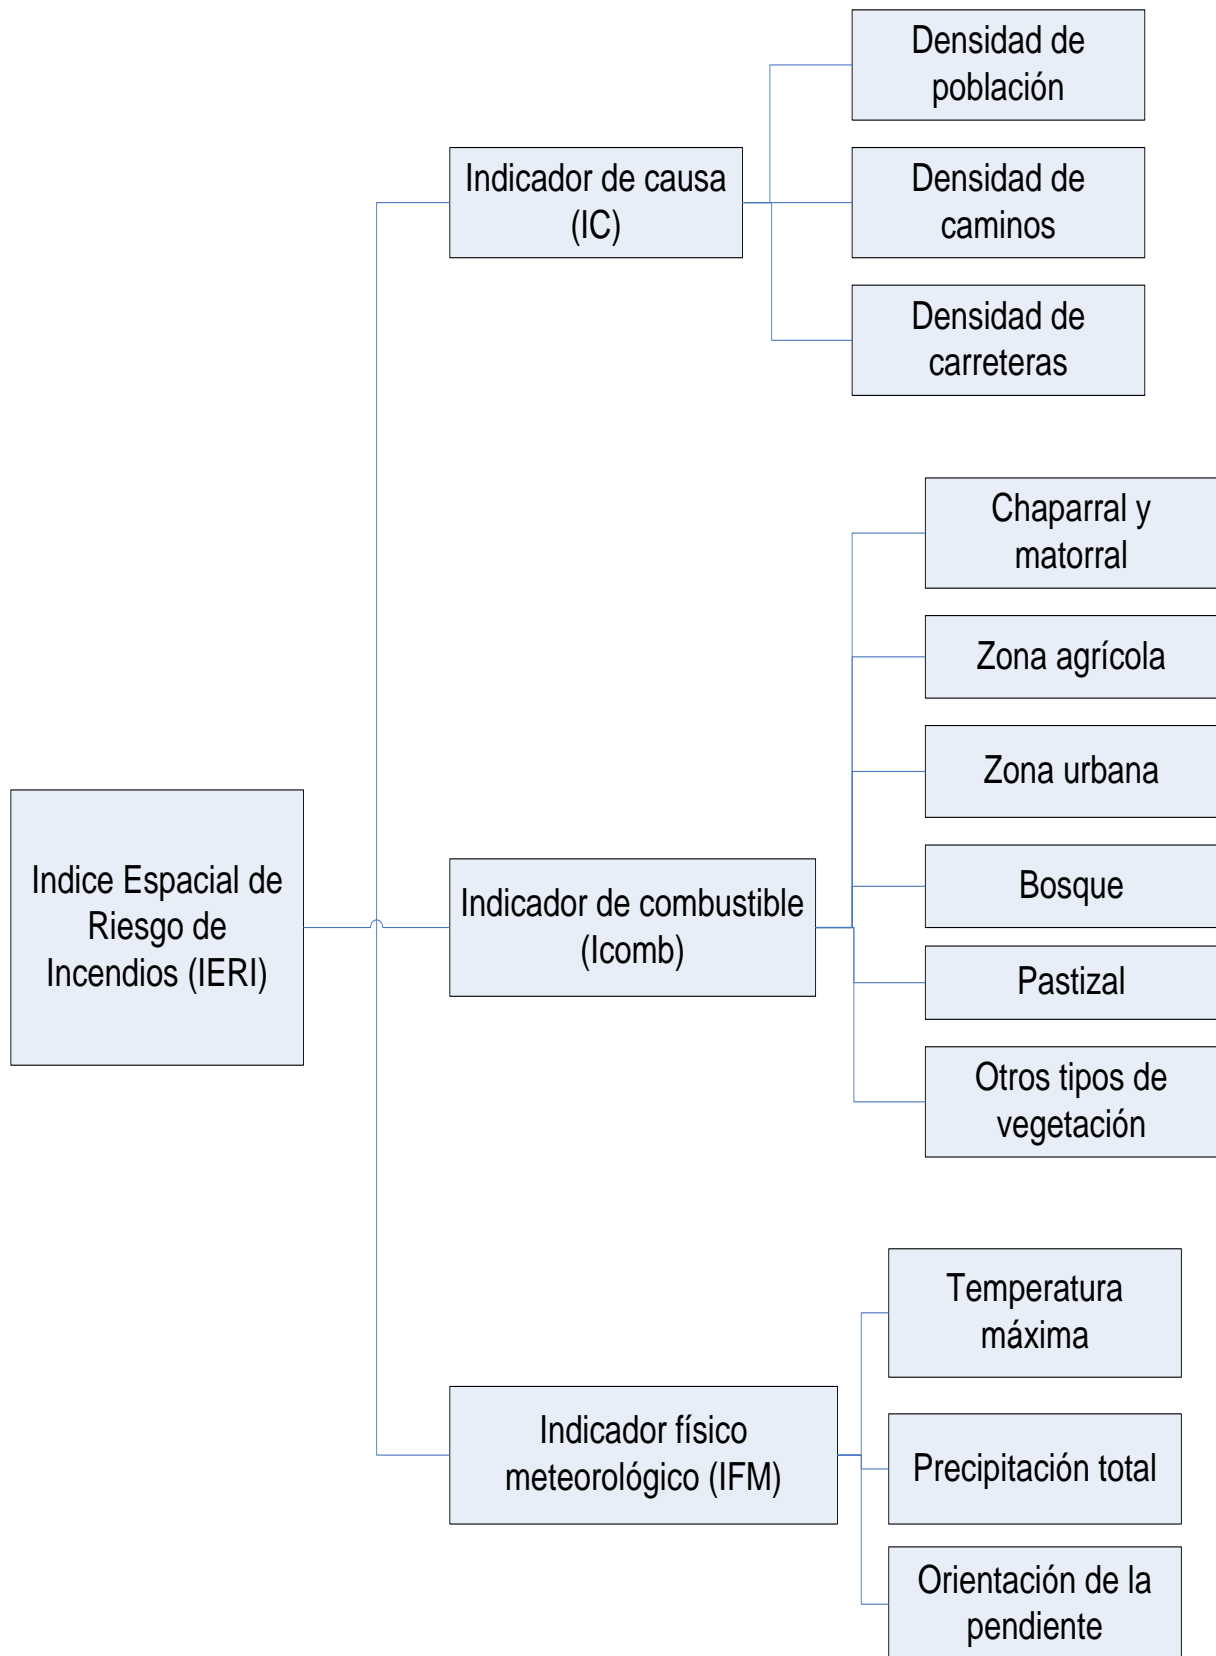 Densidad de
población
Indicador de causa
(IC)
Densidad de
caminos
Densidad de
carreteras
Chaparral y
matorral
Zona agrícola
Zona urbana
Indice Espacial de
Riesgo de
Incendios (IERI)
Indicador de combustible
(Icomb)
Bosque
Pastizal
Otros tipos de
vegetación
Temperatura
máxima
Indicador físico
meteorológico (IFM)
Precipitación total
Orientación de la
pendiente